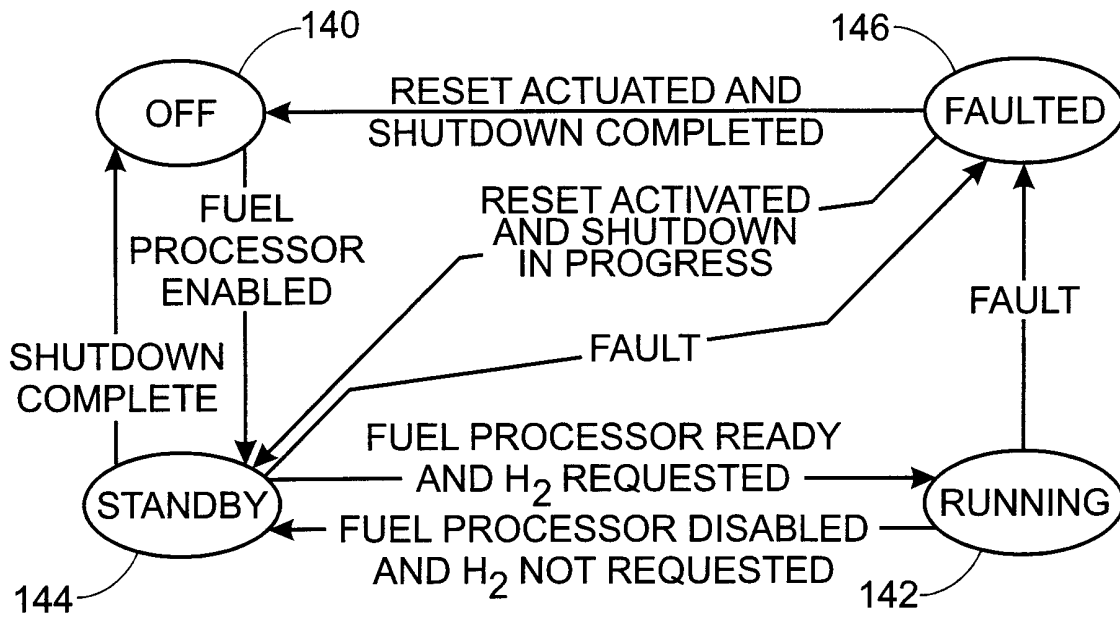 140
146
OFF
FAULTED
RESET ACTUATED AND
SHUTDOWN COMPLETED
FUEL
PROCESSOR
ENABLED
RESET ACTIVATED
AND SHUTDOWN
IN PROGRESS
FAULT
FAULT
SHUTDOWN
COMPLETE
FUEL PROCESSOR READY
AND H2 REQUESTED
STANDBY
RUNNING
FUEL PROCESSOR DISABLED
AND H2 NOT REQUESTED
144
142